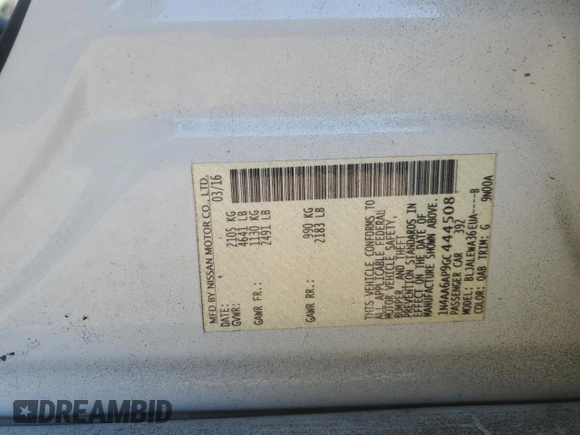 MFD BY NISSAN MOTOR CO., LTD.
DATE: 03/16
GVWR: 2105 KG
4641 LB
GAWR FR.: 1130 KG
2491 LB
GAWR RR.: 990 KG
2183 LB
THIS VEHICLE CONFORMS TO
ALL APPLICABLE FEDERAL
MOTOR VEHICLE SAFETY,
BUMPER, AND THEFT
PREVENTION STANDARDS IN
EFFECT ON THE DATE OF
MANUFACTURE SHOWN ABOVE.
1N4AA6AP9GC444508
PASSENGER CAR 392
MODEL: BLJALEWA36EUA----B
COLOR: QAB TRIM: G 9N00A
DREAMBID